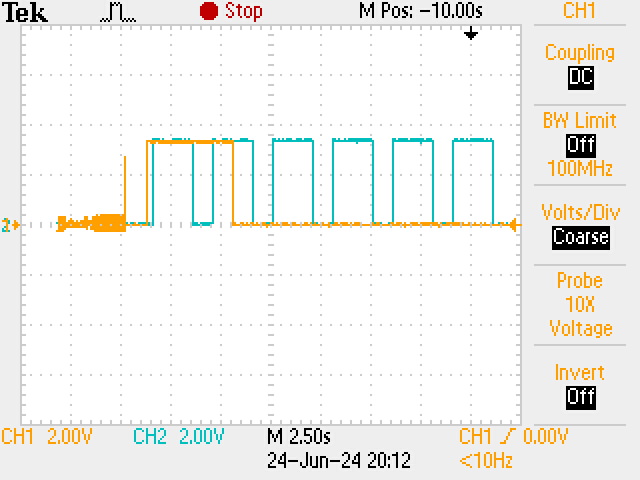 Tek Stop M Pos: -10.00s CH1
Coupling
DC
BW Limit
Off
100MHz
Volts/Div
Coarse
Probe
10X
Voltage
Invert
Off
2
CH1 2.00V CH2 2.00V M 2.50s CH1 0.00V
24-Jun-24 20:12 <10Hz